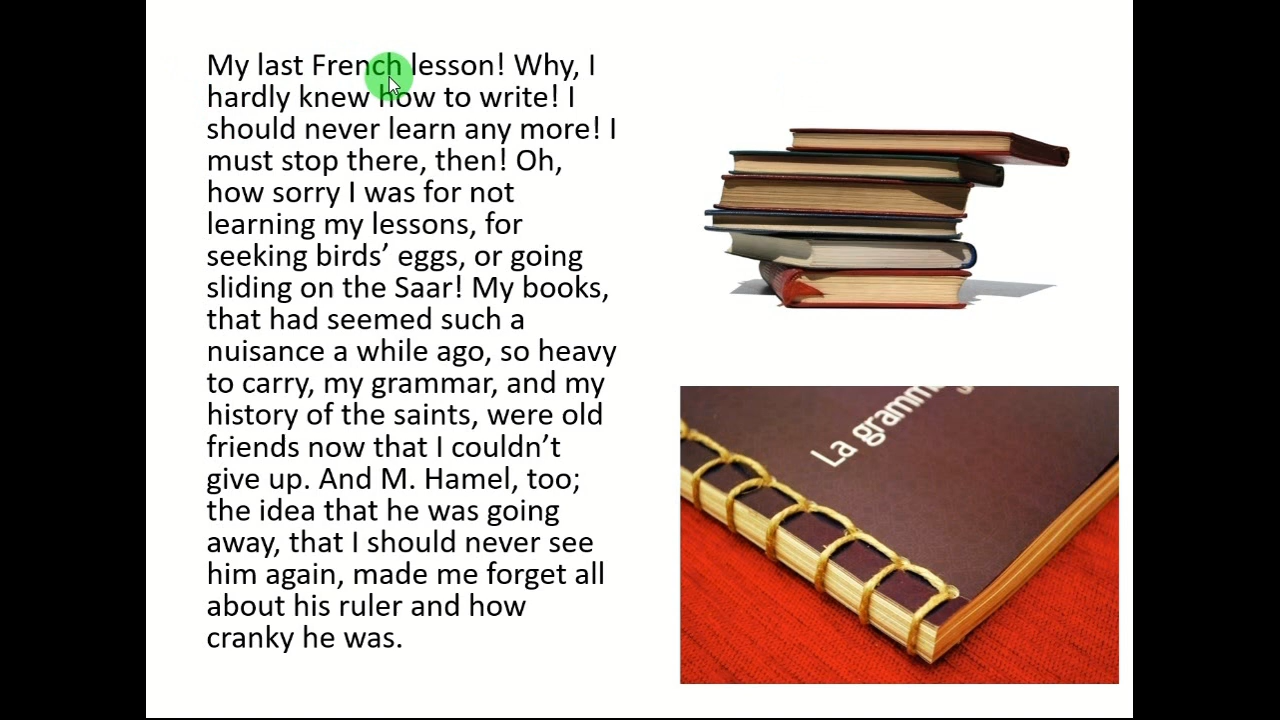 My last French lesson! Why, I
hardly knew how to write! I
should never learn any more! I
must stop there, then! Oh,
how sorry I was for not
learning my lessons, for
seeking birds’ eggs, or going
sliding on the Saar! My books,
that had seemed such a
nuisance a while ago, so heavy
to carry, my grammar, and my
history of the saints, were old
friends now that I couldn’t
give up. And M. Hamel, too;
the idea that he was going
away, that I should never see
him again, made me forget all
about his ruler and how
cranky he was.
La